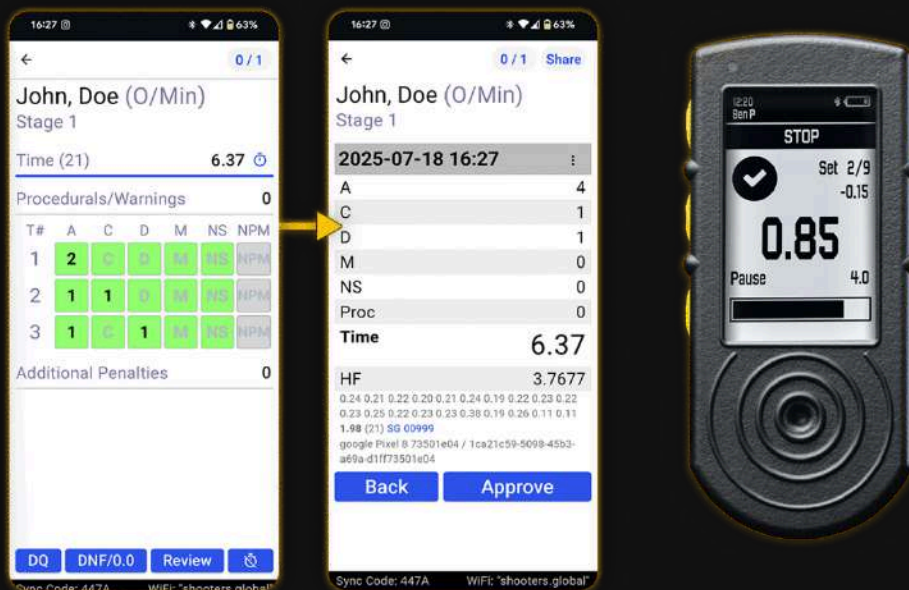 16:27 63%
0 / 1
John, Doe (O/Min)
Stage 1
Time (21) 6.37
Procedurals/Warnings 0
T# A C D M NS NPM
1 2 C D M NS NPM
2 1 1 D M NS NPM
3 1 C 1 M NS NPM
Additional Penalties 0
DQ DNF/0.0 Review
Sync Code: 447A WiFi: "shooters.global"
16:27 63%
0 / 1 Share
John, Doe (O/Min)
Stage 1
2025-07-18 16:27
A 4
C 1
D 1
M 0
NS 0
Proc 0
Time 6.37
HF 3.7677
0.24 0.21 0.22 0.20 0.21 0.24 0.19 0.22 0.23 0.22
0.23 0.25 0.22 0.23 0.23 0.38 0.19 0.26 0.11 0.11
1.98 (21) SG 00999
google Pixel 8 73501e04 / 1ca21c59-5098-45b3-
a69a-d1ff73501e04
Back Approve
Sync Code: 447A WiFi: "shooters.global"
12:20
Ben P
STOP
Set 2/9
-0.15
0.85
Pause 4.0